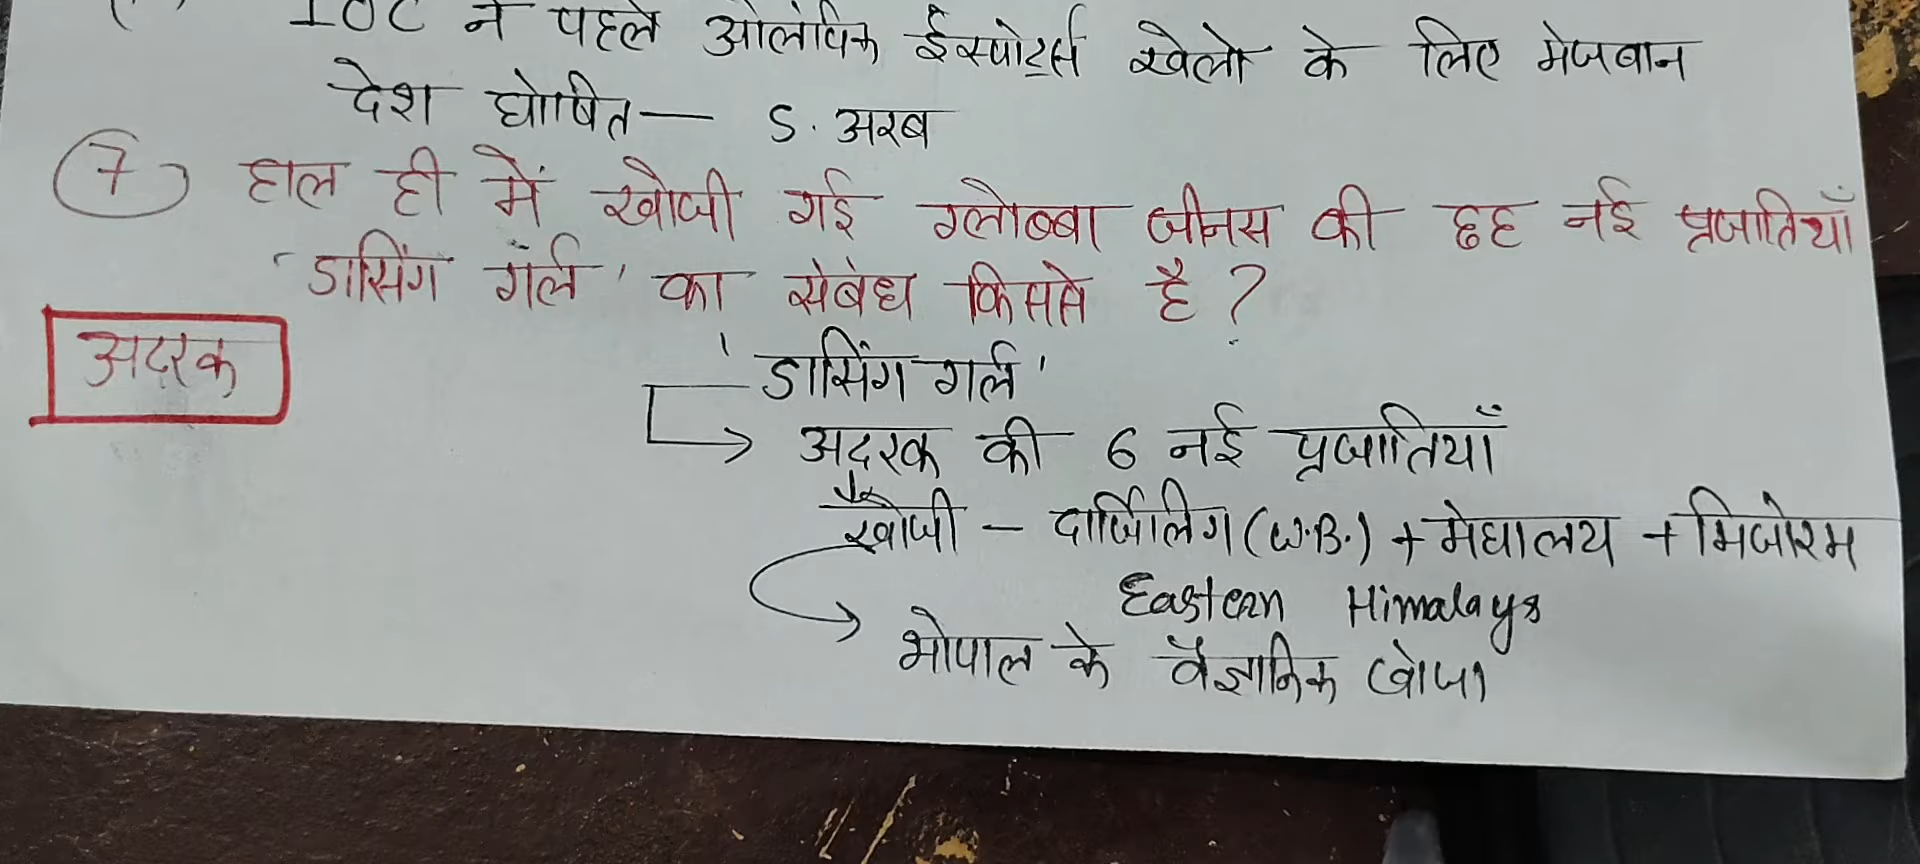 IOC ने पहले ओलंपिक ईस्पोर्ट्स खेलो के लिए मेजबान
देश घोषित — S. अरब
7 हाल ही में खोजी गई ग्लोब्बा जीनस की छह नई प्रजातियाँ
'डासिंग गर्ल' का संबंध किससे है ?
अदरक
'डासिंग गर्ल'
अदरक की 6 नई प्रजातियाँ
खोजी - दार्जिलिंग (W.B.) + मेघालय + मिजोरम
Eastern Himalays
भोपाल के वैज्ञानिक खोजा